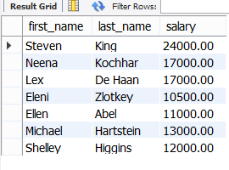 Result Grid Filter Rows:
first_name last_name salary
Steven King 24000.00
Neena Kochhar 17000.00
Lex De Haan 17000.00
Eleni Zlotkey 10500.00
Ellen Abel 11000.00
Michael Hartstein 13000.00
Shelley Higgins 12000.00